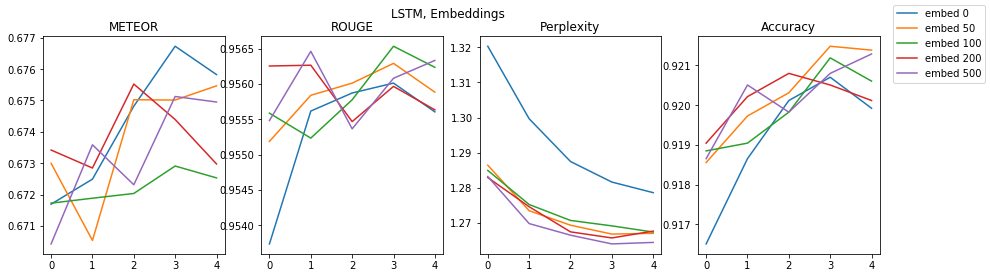 LSTM, Embeddings
METEOR
0.677
0.676
0.675
0.674
0.673
0.672
0.671
0 1 2 3 4
ROUGE
0.9565
0.9560
0.9555
0.9550
0.9545
0.9540
0 1 2 3 4
Perplexity
1.32
1.31
1.30
1.29
1.28
1.27
0 1 2 3 4
Accuracy
0.921
0.920
0.919
0.918
0.917
0 1 2 3 4
embed 0
embed 50
embed 100
embed 200
embed 500